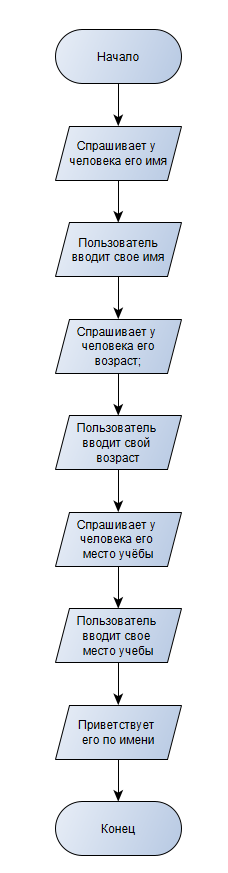 Начало
Спрашивает у
человека его имя
Пользователь
вводит свое имя
Спрашивает у
человека его
возраст;
Пользователь
вводит свой
возраст
Спрашивает у
человека его
место учёбы
Пользователь
вводит свое
место учебы
Приветствует
его по имени
Конец